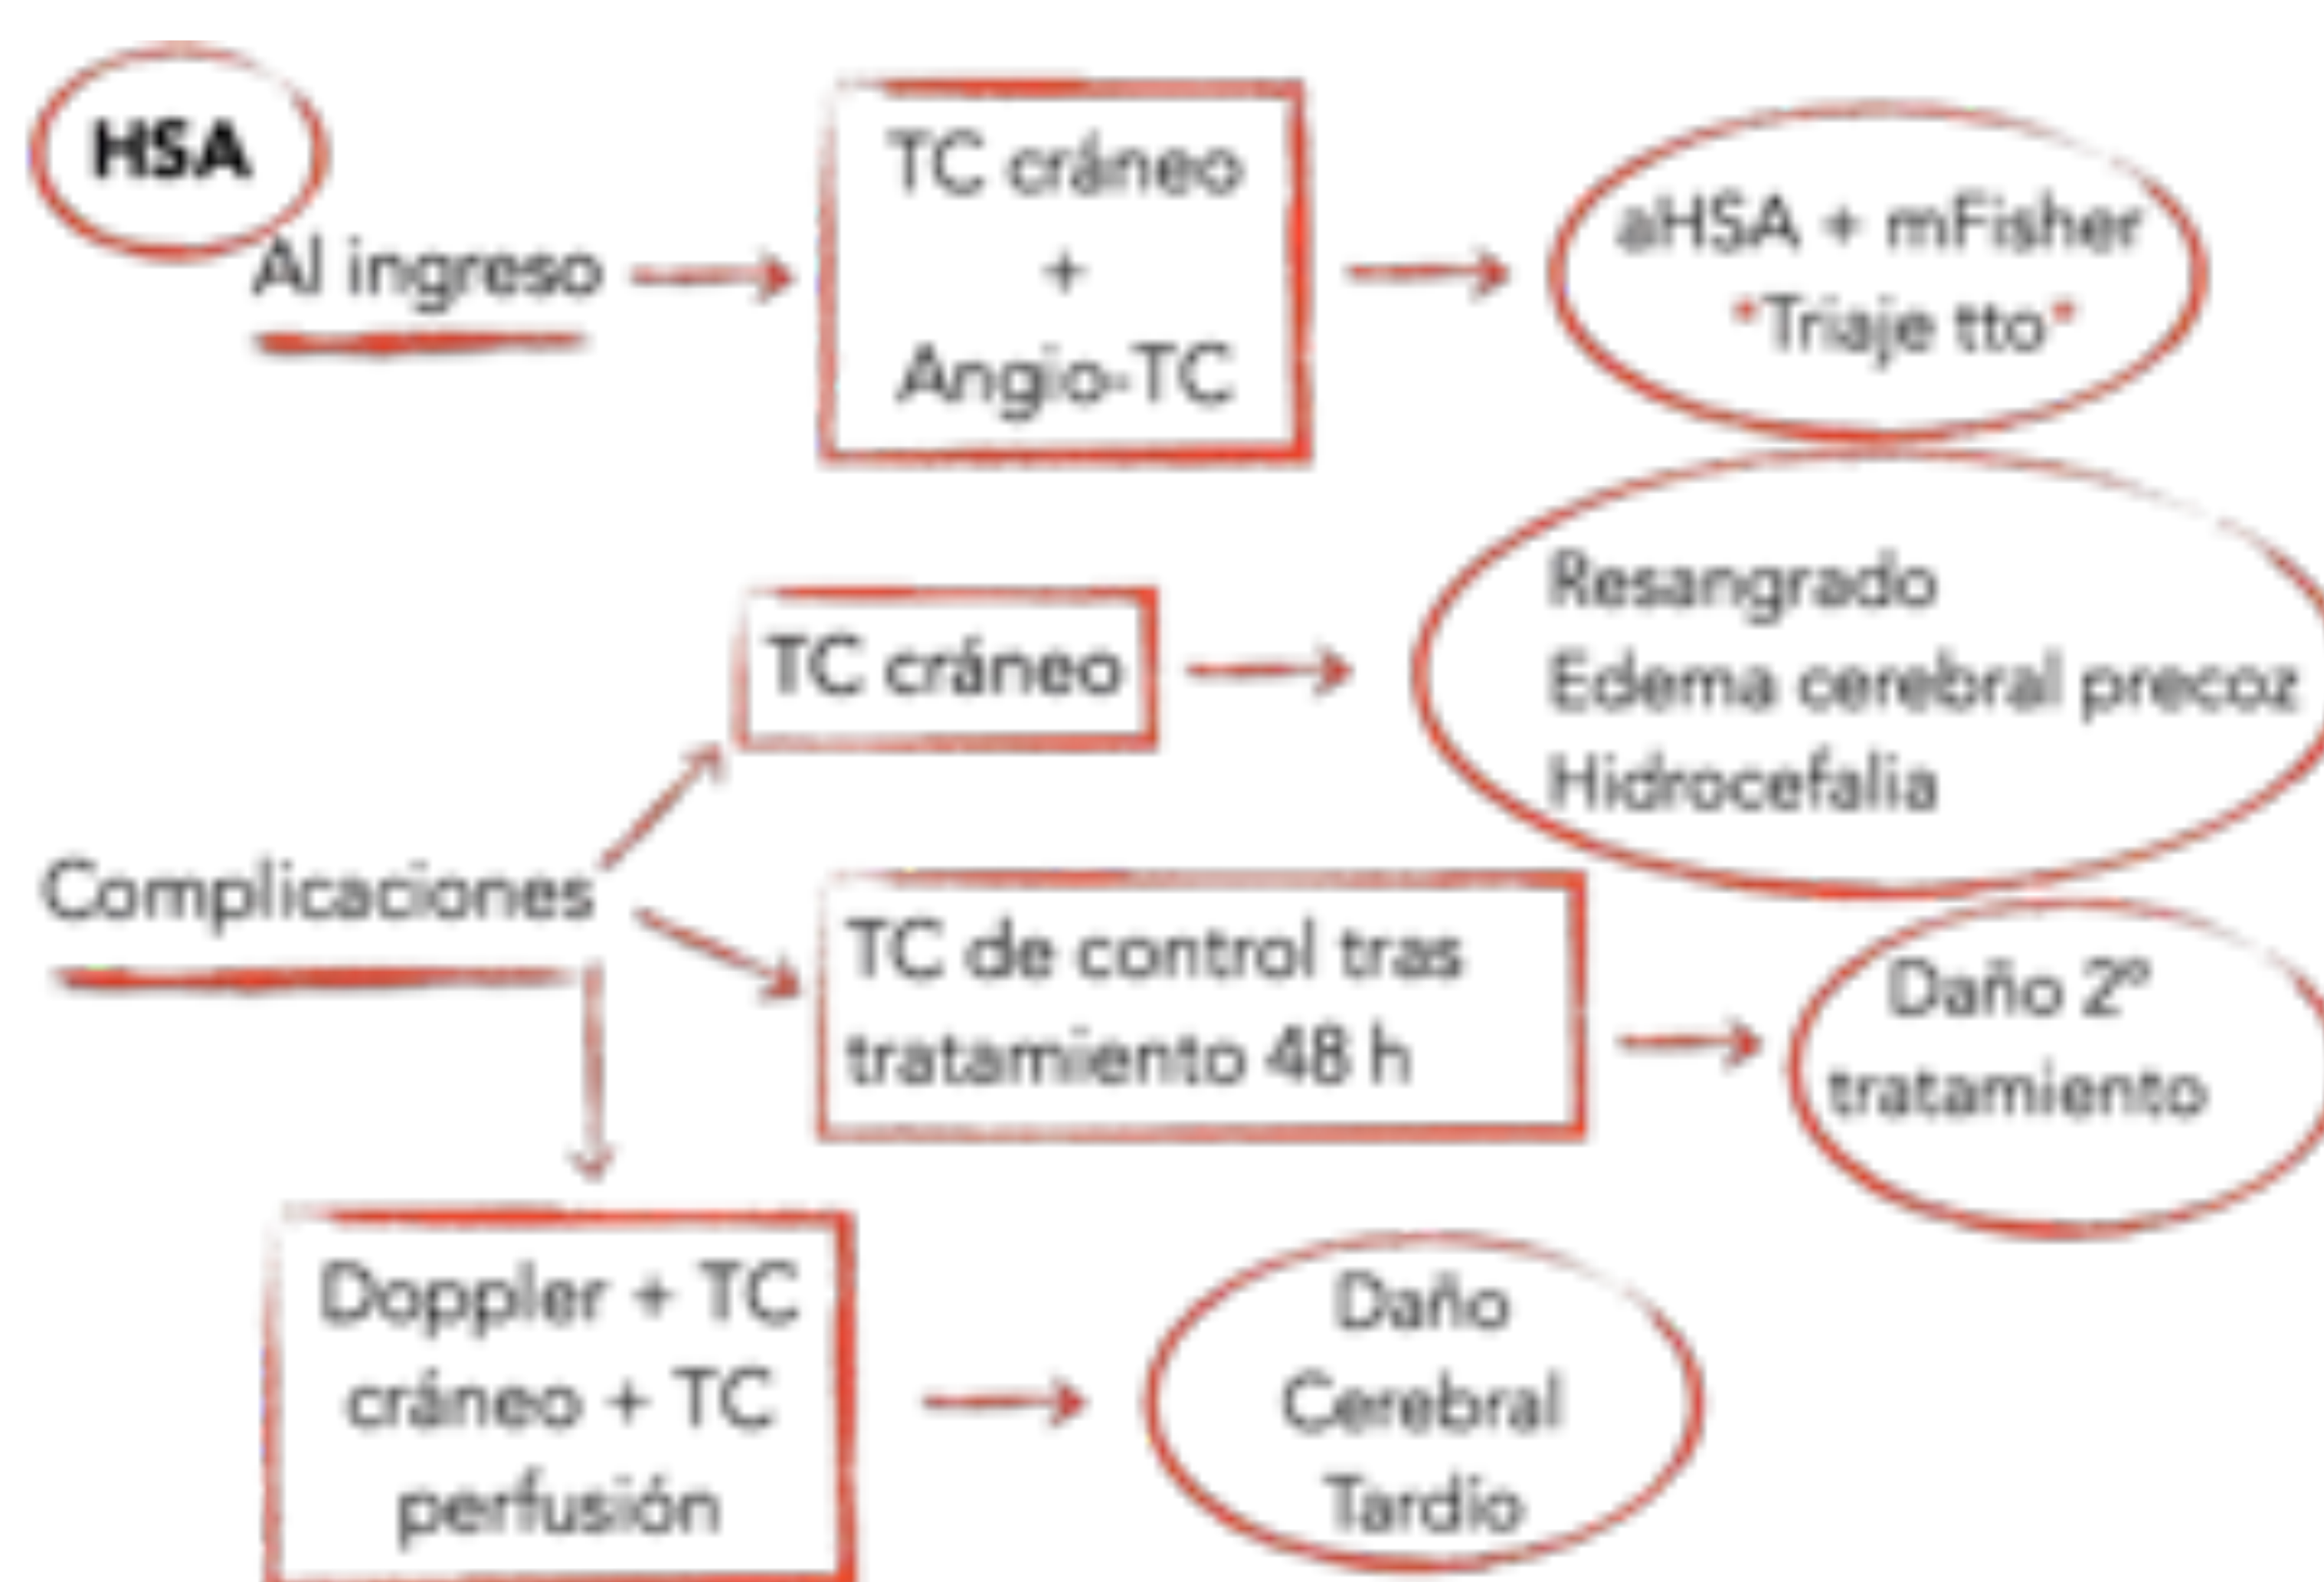 HSA
Al ingreso
TC cráneo
+
Angio-TC
aHSA + mFisher
*Triaje tto*
Complicaciones
TC cráneo
Resangrado
Edema cerebral precoz
Hidrocefalia
TC de control tras
tratamiento 48 h
Daño 2º
tratamiento
Doppler + TC
cráneo + TC
perfusión
Daño
Cerebral
Tardío